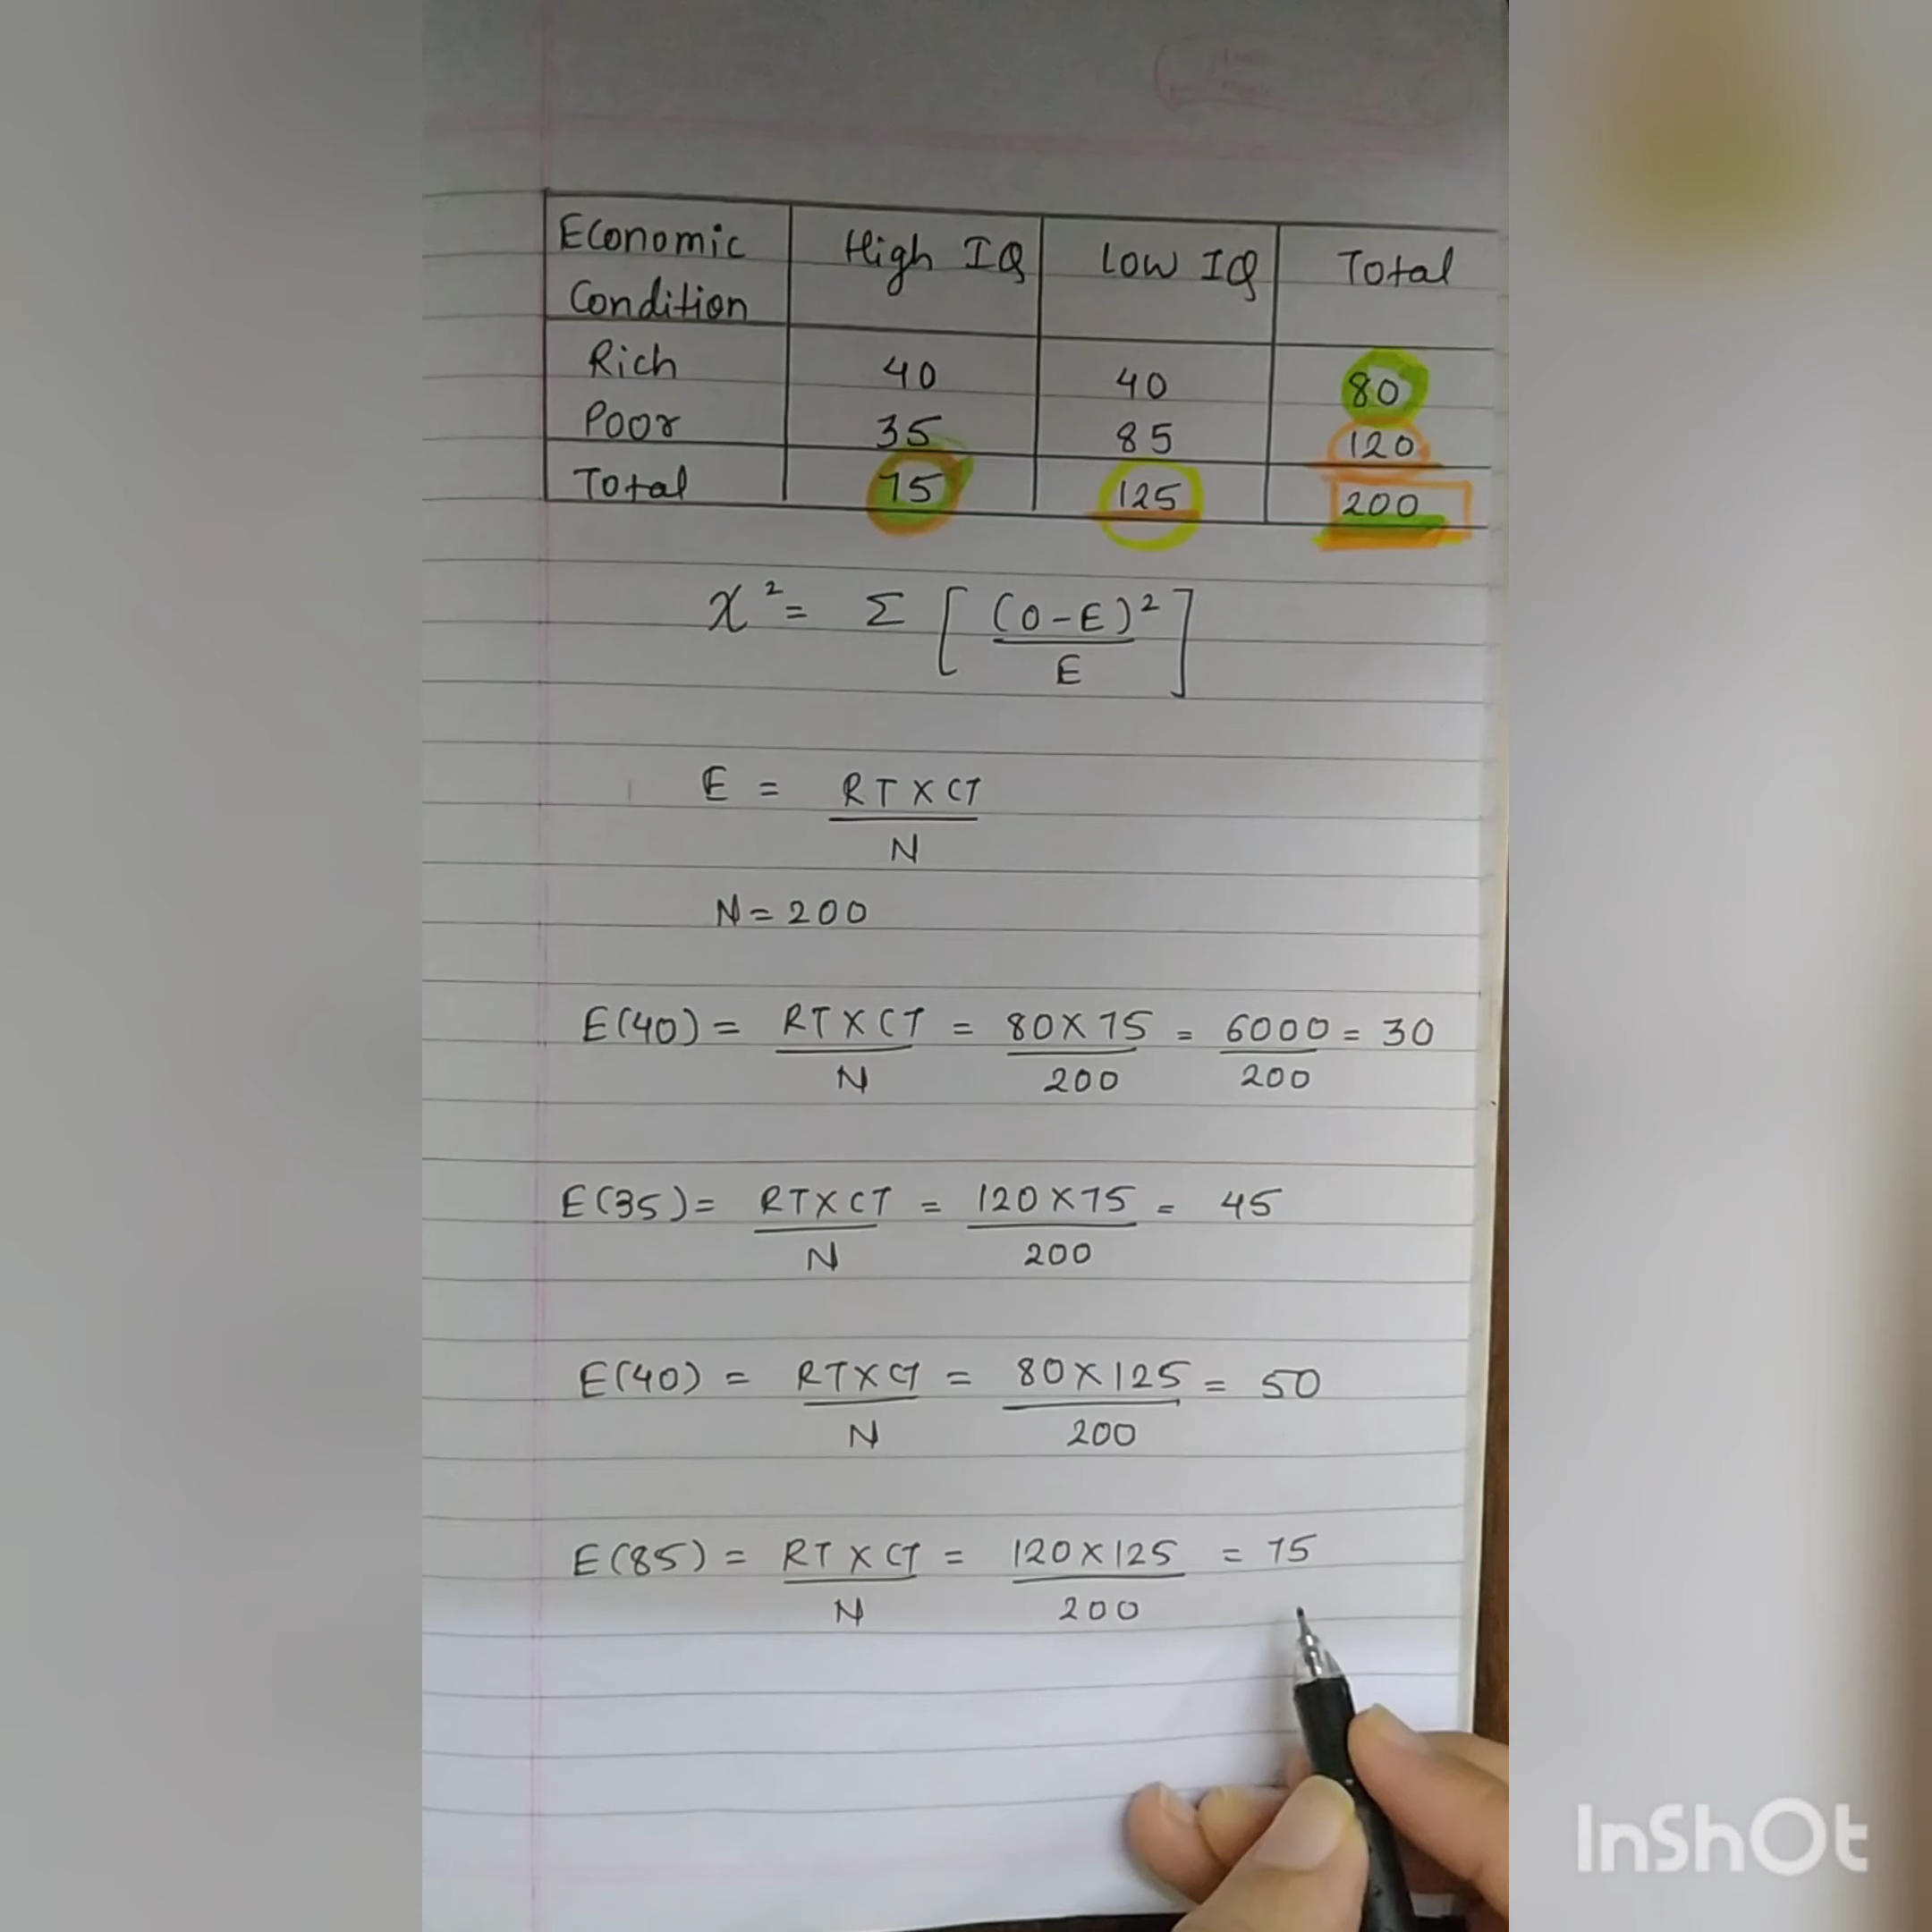 Economic Condition High IQ Low IQ Total
Rich 40 40 80
Poor 35 85 120
Total 75 125 200
χ² = Σ [ (O-E)² / E ]
E = RT X CT / N
N = 200
E(40) = RT X CT / N = 80 X 75 / 200 = 6000 / 200 = 30
E(35) = RT X CT / N = 120 X 75 / 200 = 45
E(40) = RT X CT / N = 80 X 125 / 200 = 50
E(85) = RT X CT / N = 120 X 125 / 200 = 75
InShOt